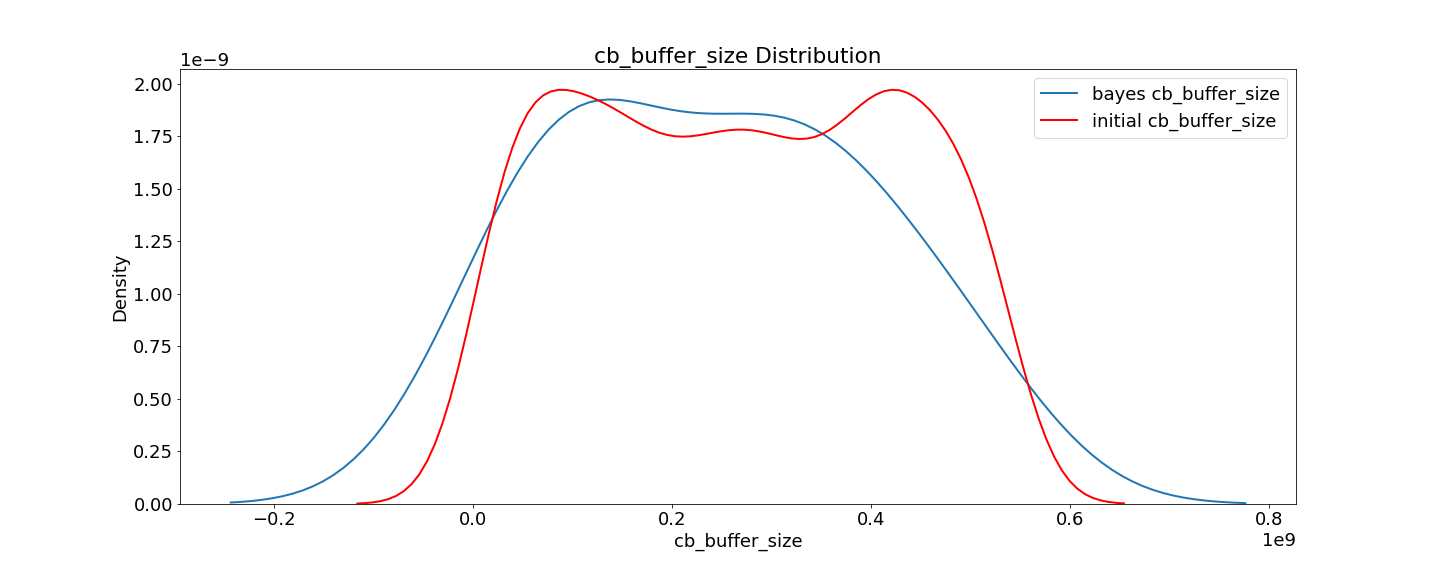 cb_buffer_size Distribution
1e−9
2.00
1.75
1.50
1.25
1.00
0.75
0.50
0.25
0.00
Density
bayes cb_buffer_size
initial cb_buffer_size
−0.2
0.0
0.2
0.4
0.6
0.8
cb_buffer_size
1e9